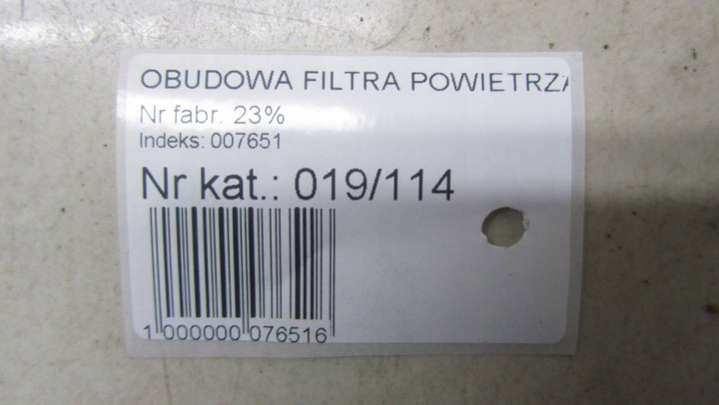 OBUDOWA FILTRA POWIETRZA
Nr fabr. 23%
Indeks: 007651
Nr kat.: 019/114
1 000000 076516